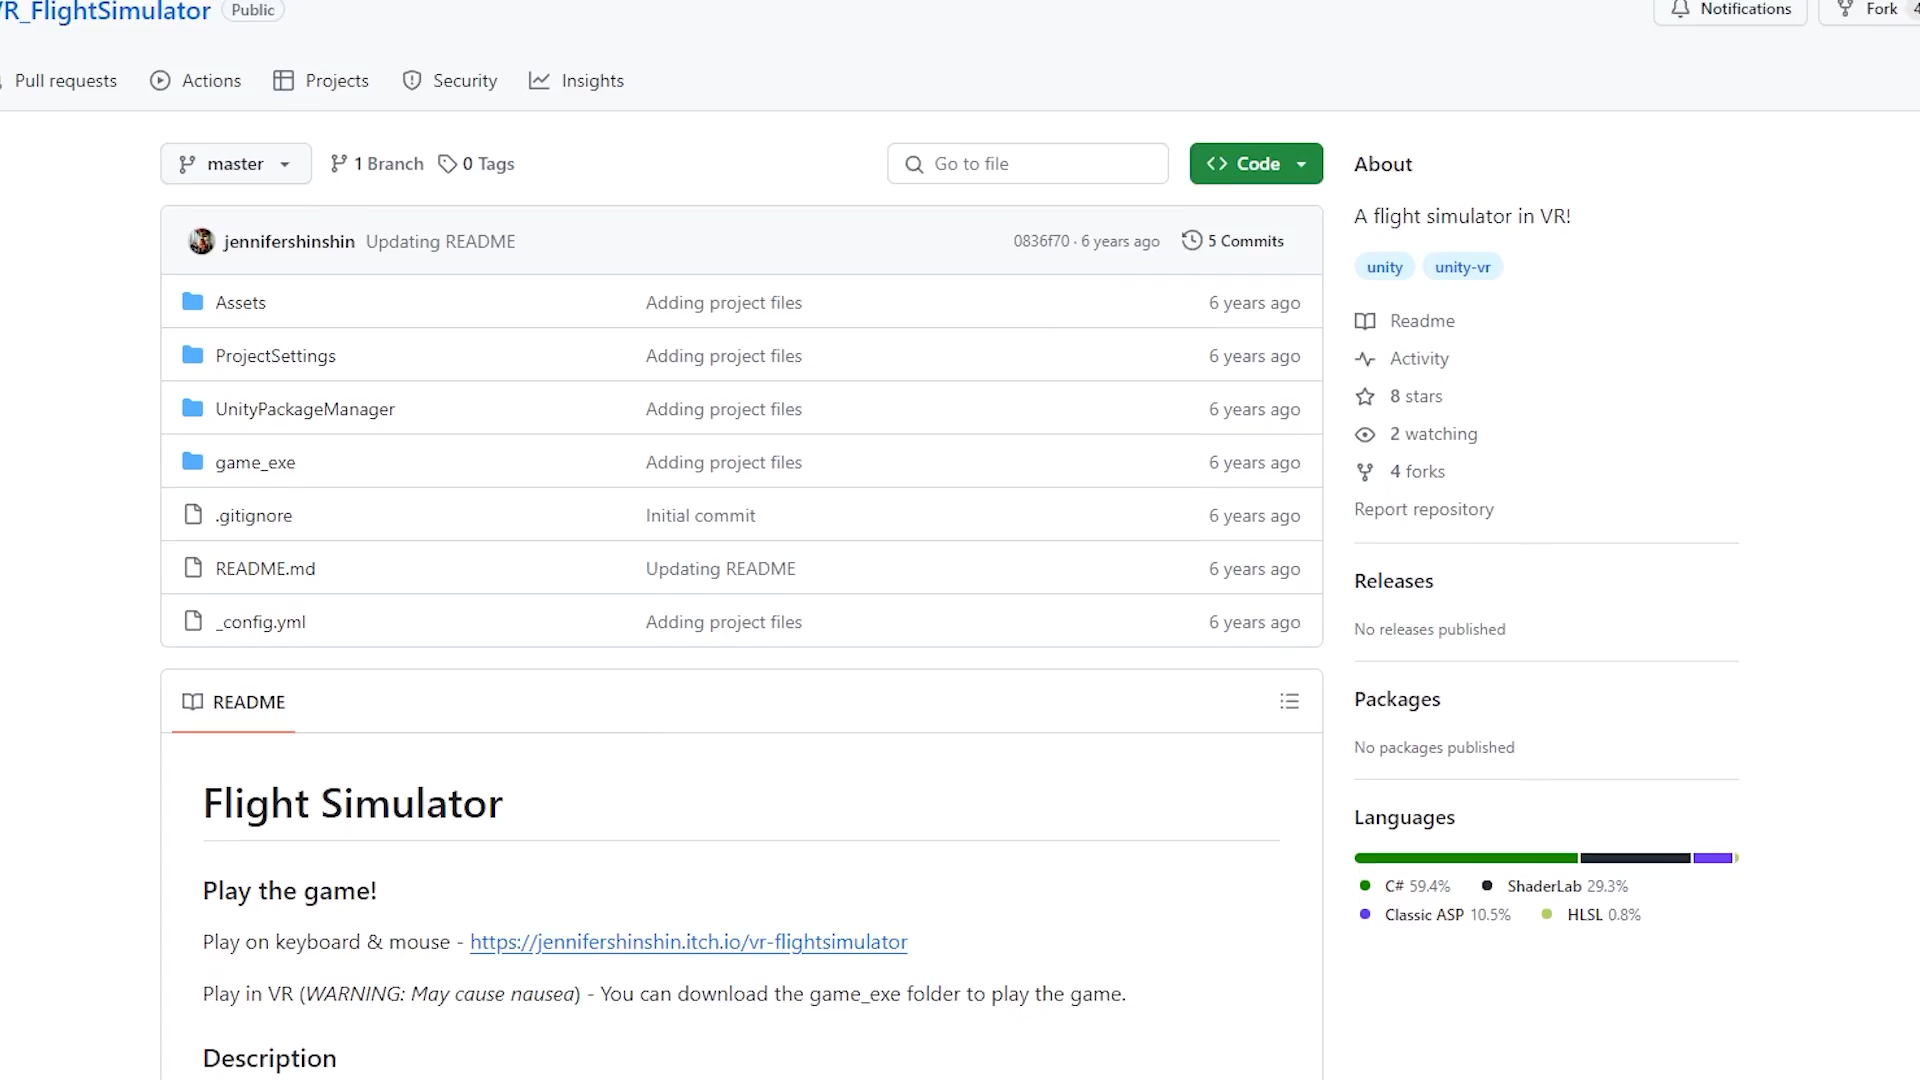 VR_FlightSimulator Public
Notifications
Fork 4
Pull requests
Actions
Projects
Security
Insights
master
1 Branch
0 Tags
Go to file
Code
jennifershinshin Updating README
0836f70 · 6 years ago
5 Commits
Assets Adding project files 6 years ago
ProjectSettings Adding project files 6 years ago
UnityPackageManager Adding project files 6 years ago
game_exe Adding project files 6 years ago
.gitignore Initial commit 6 years ago
README.md Updating README 6 years ago
_config.yml Adding project files 6 years ago
README
Flight Simulator
Play the game!
Play on keyboard & mouse - https://jennifershinshin.itch.io/vr-flightsimulator
Play in VR (WARNING: May cause nausea) - You can download the game_exe folder to play the game.
Description
About
A flight simulator in VR!
unity unity-vr
Readme
Activity
8 stars
2 watching
4 forks
Report repository
Releases
No releases published
Packages
No packages published
Languages
C# 59.4% ShaderLab 29.3%
Classic ASP 10.5% HLSL 0.8%